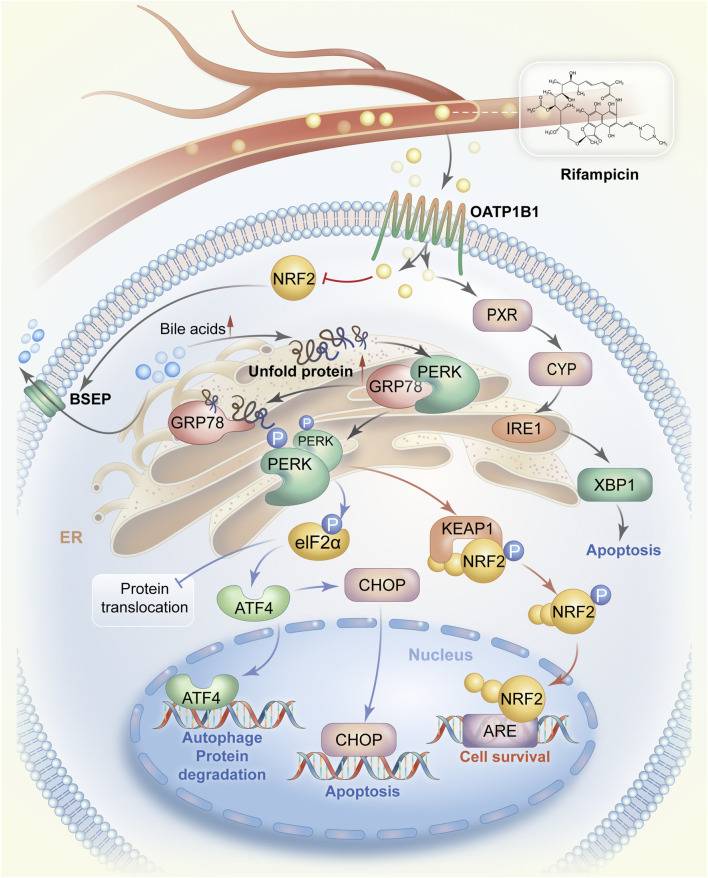 Rifampicin
OATP1B1
NRF2
PXR
Bile acids
CYP
Unfold protein
PERK
GRP78
BSEP
GRP78
IRE1
P
P
PERK
PERK
XBP1
ER
P
eIF2α
KEAP1
P
NRF2
Apoptosis
Protein
translocation
CHOP
ATF4
P
NRF2
Nucleus
ATF4
NRF2
CHOP
ARE
Autophage
Protein
degradation
Cell survival
Apoptosis